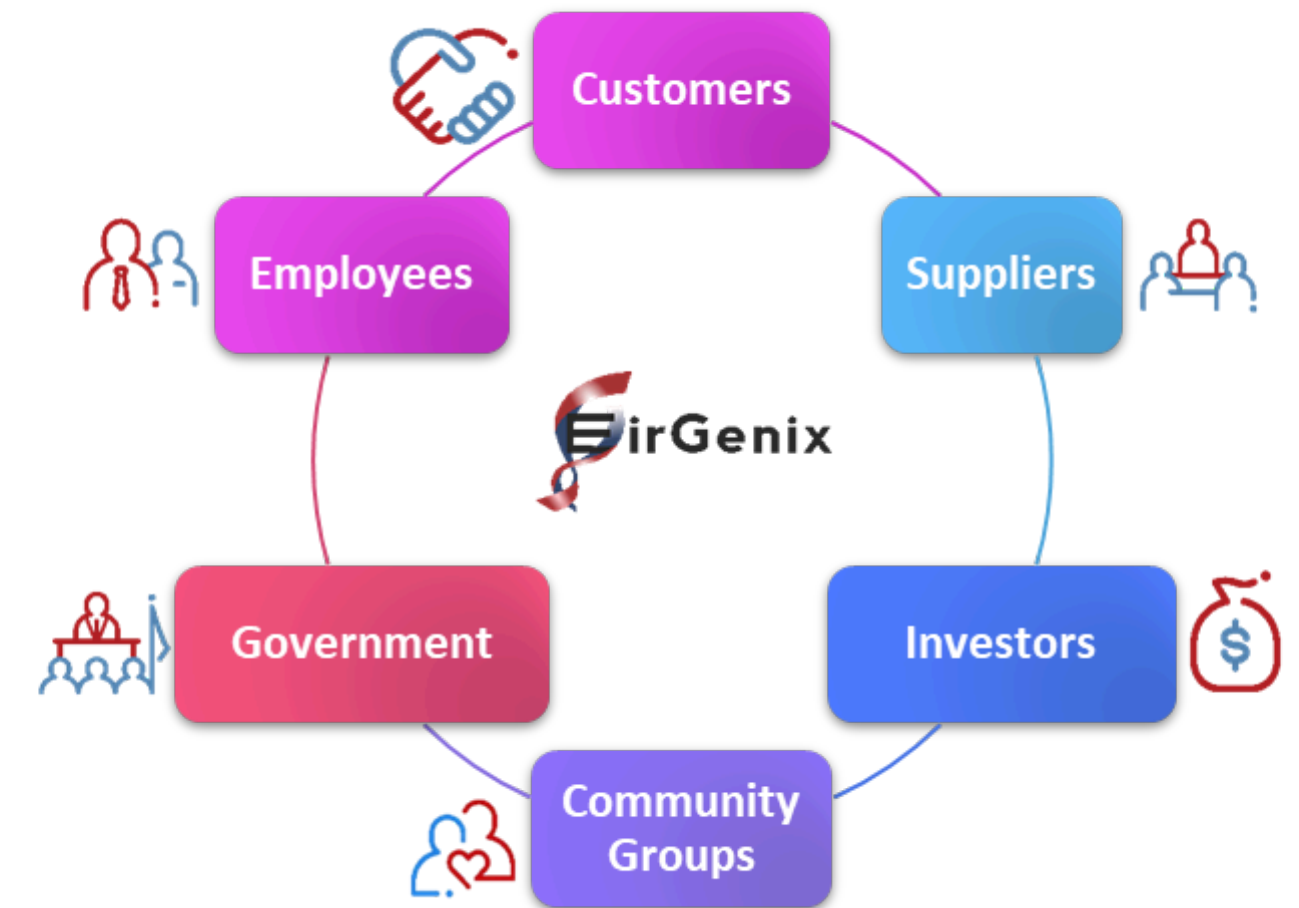 Customers
Employees
Suppliers
EirGenix
Government
Investors
$
Community
Groups